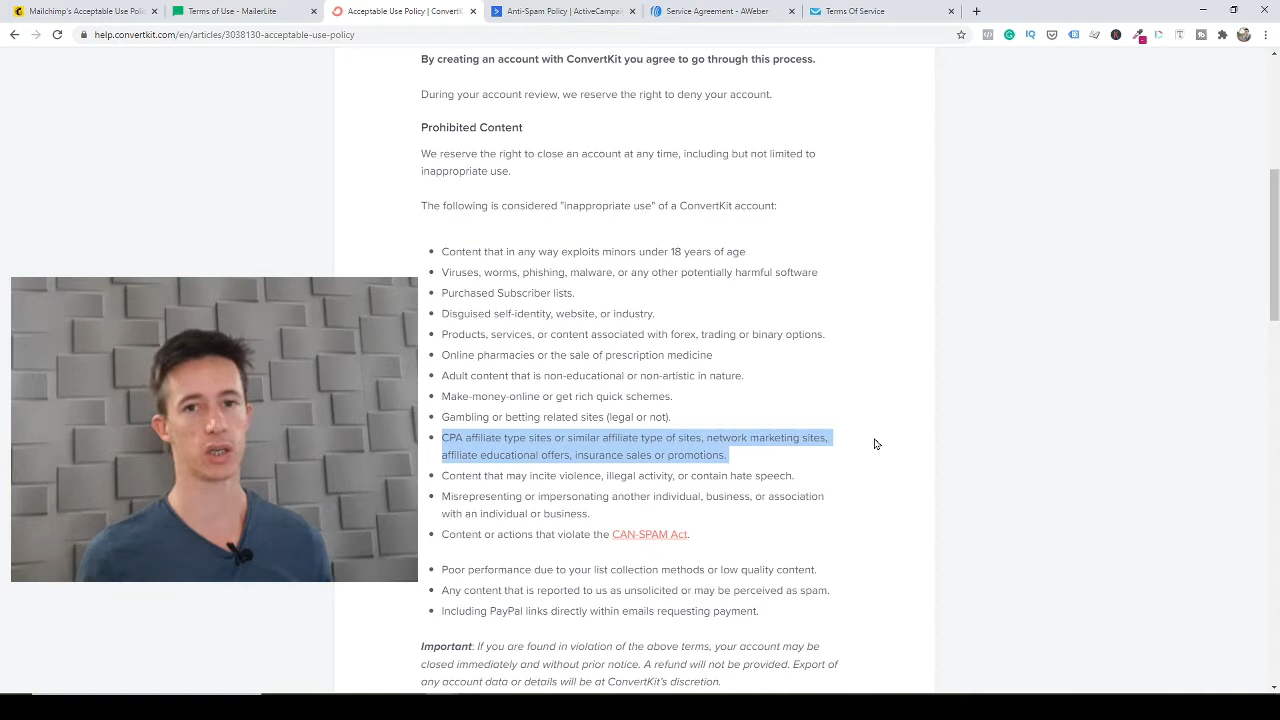 Mailchimp's Acceptable Use Polic
Terms of Use - MailerLite
Acceptable Use Policy | ConvertK
Anti-Spam Policy | ActiveCampai
Service Agreement - AWeber
Terms Of Service
help.convertkit.com/en/articles/3038130-acceptable-use-policy
By creating an account with ConvertKit you agree to go through this process.
During your account review, we reserve the right to deny your account.
Prohibited Content
We reserve the right to close an account at any time, including but not limited to
inappropriate use.
The following is considered "inappropriate use" of a ConvertKit account:
• Content that in any way exploits minors under 18 years of age
• Viruses, worms, phishing, malware, or any other potentially harmful software
• Purchased Subscriber lists.
• Disguised self-identity, website, or industry.
• Products, services, or content associated with forex, trading or binary options.
• Online pharmacies or the sale of prescription medicine
• Adult content that is non-educational or non-artistic in nature.
• Make-money-online or get rich quick schemes.
• Gambling or betting related sites (legal or not).
• CPA affiliate type sites or similar affiliate type of sites, network marketing sites,
affiliate educational offers, insurance sales or promotions.
• Content that may incite violence, illegal activity, or contain hate speech.
• Misrepresenting or impersonating another individual, business, or association
with an individual or business.
• Content or actions that violate the CAN-SPAM Act.
• Poor performance due to your list collection methods or low quality content.
• Any content that is reported to us as unsolicited or may be perceived as spam.
• Including PayPal links directly within emails requesting payment.
Important: If you are found in violation of the above terms, your account may be
closed immediately and without prior notice. A refund will not be provided. Export of
any account data or details will be at ConvertKit's discretion.